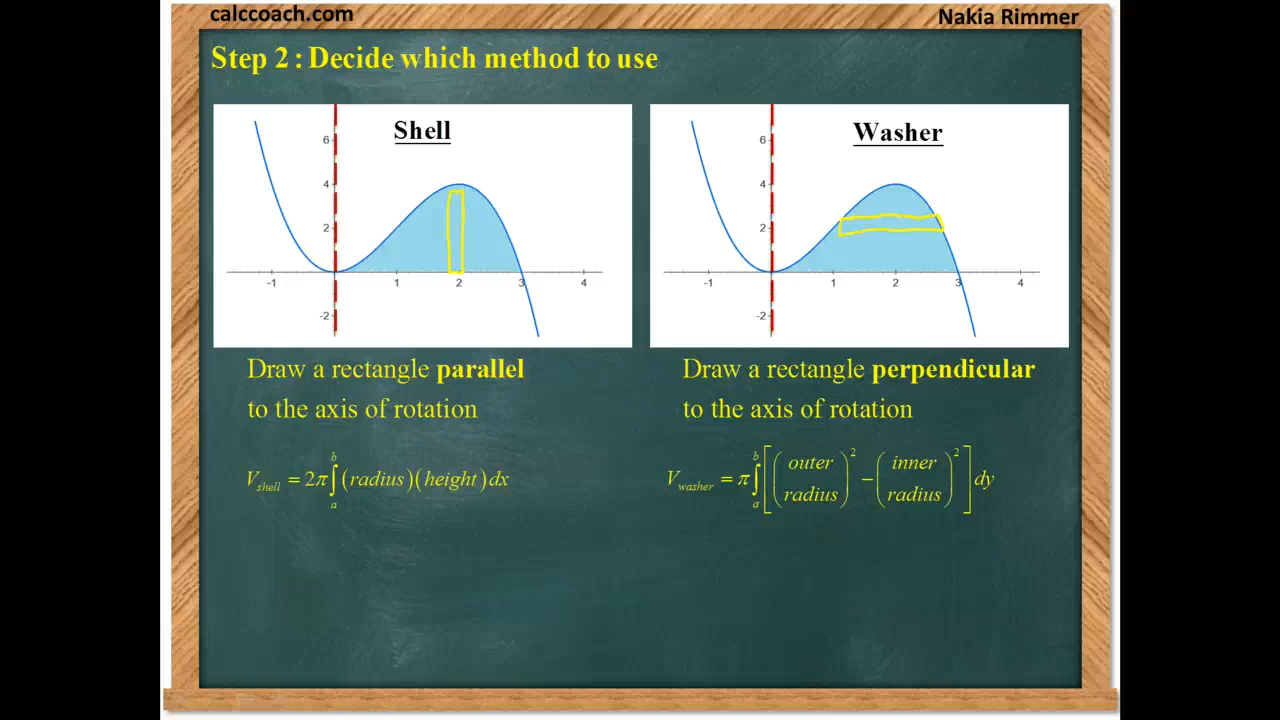 calccoach.com
Nakia Rimmer
Step 2 : Decide which method to use
Shell
6
4
2
-2
-1 1 2 3 4
Draw a rectangle parallel
to the axis of rotation
V_shell = 2π ∫_a^b (radius)(height) dx
Washer
6
4
2
-2
-1 1 2 3 4
Draw a rectangle perpendicular
to the axis of rotation
V_washer = π ∫_a^b [(outer radius)^2 − (inner radius)^2] dy